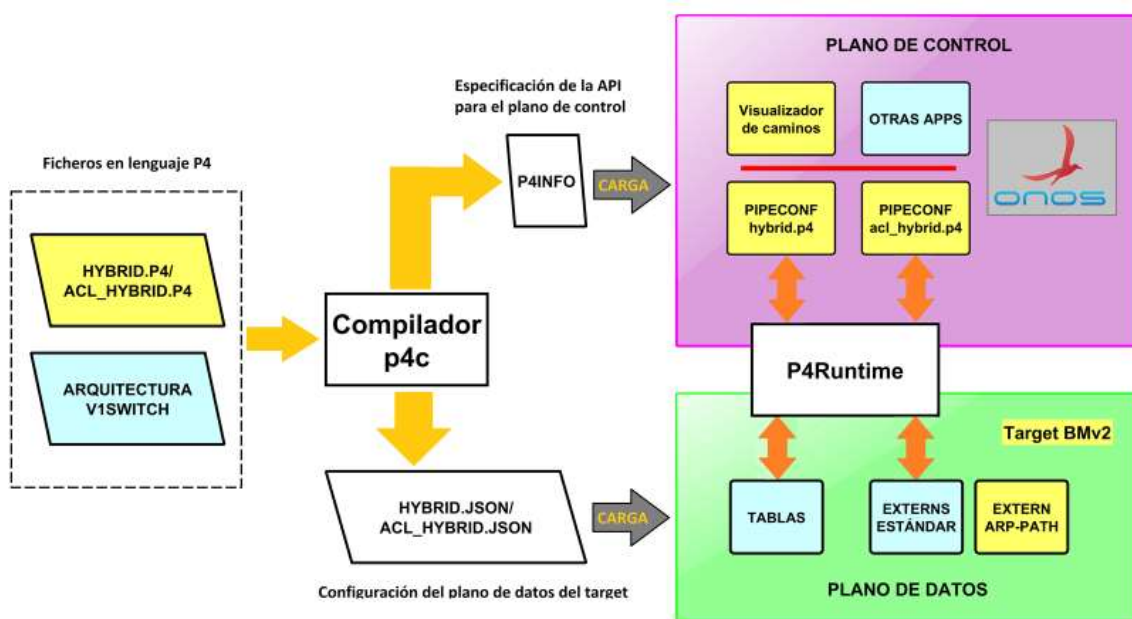 Ficheros en lenguaje P4
HYBRID.P4/
ACL_HYBRID.P4
ARQUITECTURA
V1SWITCH
Compilador
p4c
Especificación de la API
para el plano de control
P4INFO
CARGA
HYBRID.JSON/
ACL_HYBRID.JSON
CARGA
Configuración del plano de datos del target
PLANO DE CONTROL
Visualizador
de caminos
OTRAS APPS
onos
PIPECONF
hybrid.p4
PIPECONF
acl_hybrid.p4
P4Runtime
Target BMv2
TABLAS
EXTERNS
ESTÁNDAR
EXTERN
ARP-PATH
PLANO DE DATOS